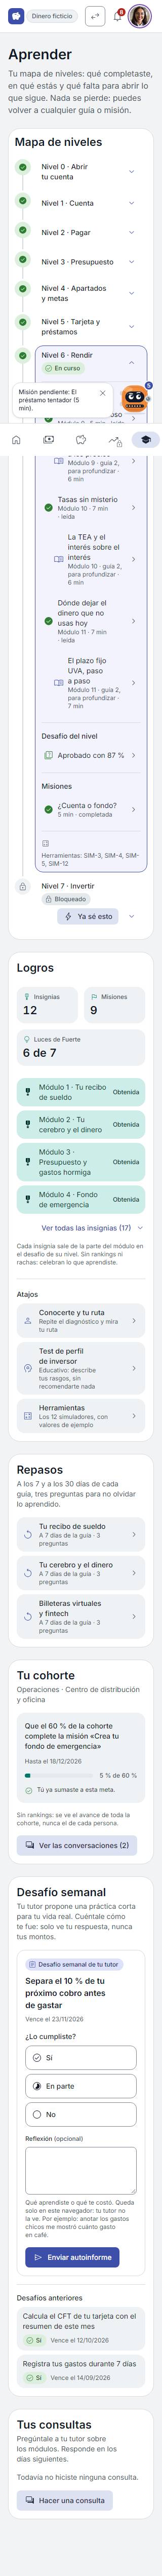 Dinero ficticio
8
Aprender
Tu mapa de niveles: qué completaste,
en qué estás y qué falta para abrir lo
que sigue. Nada se pierde: puedes
volver a cualquier guía o misión.
Mapa de niveles
Nivel 0 · Abrir
tu cuenta
Nivel 1 · Cuenta
Nivel 2 · Pagar
Nivel 3 · Presupuesto
Nivel 4 · Apartados
y metas
Nivel 5 · Tarjeta y
préstamos
Nivel 6 · Rendir
En curso
Misión pendiente: El
préstamo tentador (5
min).
5
Módulo 9 · guía 2,
para profundizar ·
6 min
Tasas sin misterio
Módulo 10 · 7 min
· leída
La TEA y el
interés sobre el
interés
Módulo 10 · guía 2,
para profundizar ·
6 min
Dónde dejar el
dinero que no
usas hoy
Módulo 11 · 7 min
· leída
El plazo fijo
UVA, paso
a paso
Módulo 11 · guía 2,
para profundizar ·
7 min
Desafío del nivel
Aprobado con 87 %
Misiones
¿Cuenta o fondo?
5 min · completada
Herramientas: SIM-3, SIM-4, SIM-
5, SIM-12
Nivel 7 · Invertir
Bloqueado
Ya sé esto
Logros
Insignias
12
Misiones
9
Luces de Fuerte
6 de 7
Módulo 1 · Tu recibo
de sueldo
Obtenida
Módulo 2 · Tu
cerebro y el dinero
Obtenida
Módulo 3 ·
Presupuesto y
gastos hormiga
Obtenida
Módulo 4 · Fondo
de emergencia
Obtenida
Ver todas las insignias (17)
Cada insignia sale de la parte del módulo en
el desafío de su nivel. Sin rankings ni
rachas: celebran lo que aprendiste.
Atajos
Conocerte y tu ruta
Repite el diagnóstico y mira
tu ruta
Test de perfil
de inversor
Educativo: describe
tus rasgos, sin
recomendarte nada
Herramientas
Los 12 simuladores, con
valores de ejemplo
Repasos
A los 7 y a los 30 días de cada
guía, tres preguntas para no olvidar
lo aprendido.
Tu recibo de sueldo
A 7 días de la guía · 3
preguntas
Tu cerebro y el dinero
A 7 días de la guía · 3
preguntas
Billeteras virtuales
y fintech
A 7 días de la guía · 3
preguntas
Tu cohorte
Operaciones · Centro de distribución
y oficina
Que el 60 % de la cohorte
complete la misión «Crea tu
fondo de emergencia»
Hasta el 18/12/2026
5 % de 60 %
Tú ya sumaste a esta meta.
Sin rankings: se ve el avance de toda la
cohorte, nunca el de cada persona.
Ver las conversaciones (2)
Desafío semanal
Tu tutor propone una práctica corta
para tu vida real. Cuéntale cómo
te fue: solo ve tu respuesta, nunca
tus montos.
Desafío semanal de tu tutor
Separa el 10 % de tu
próximo cobro antes
de gastar
Vence el 23/11/2026
¿Lo cumpliste?
Sí
En parte
No
Reflexión (opcional)
Qué aprendiste o qué te costó. Queda
solo en este navegador: tu tutor no
la ve. Por ejemplo: anotar los gastos
chicos me mostró cuánto gasto
en café.
Enviar autoinforme
Desafíos anteriores
Calcula el CFT de tu tarjeta con el
resumen de este mes
Sí
Vence el 12/10/2026
Registra tus gastos durante 7 días
Sí
Vence el 14/09/2026
Tus consultas
Pregúntale a tu tutor sobre
los módulos. Responde en los
días siguientes.
Todavía no hiciste ninguna consulta.
Hacer una consulta